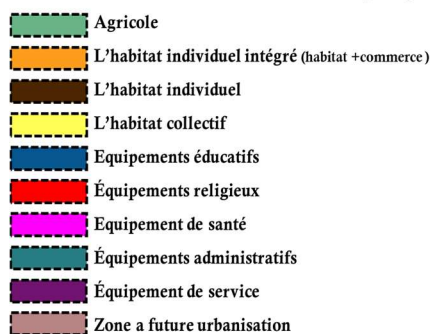 Agricole
L'habitat individuel intégré (habitat +commerce)
L'habitat individuel
L'habitat collectif
Equipements éducatifs
Équipements religieux
Equipement de santé
Équipements administratifs
Équipement de service
Zone a future urbanisation